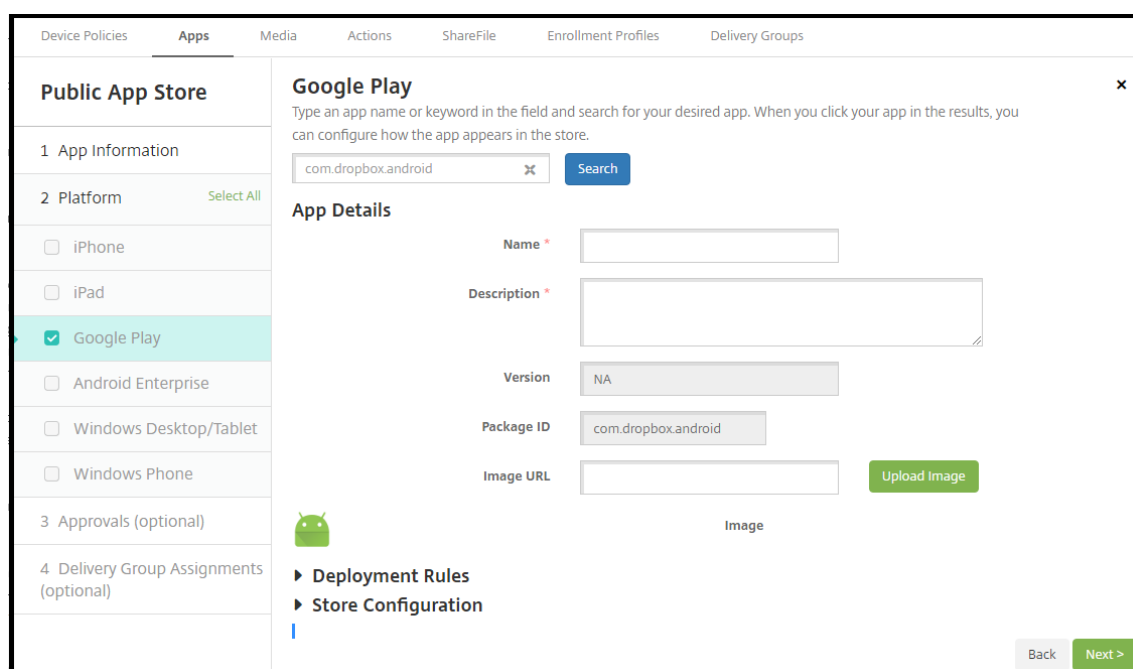 Device Policies
Apps
Media
Actions
ShareFile
Enrollment Profiles
Delivery Groups
Public App Store
1 App Information
2 Platform
Select All
iPhone
iPad
Google Play
Android Enterprise
Windows Desktop/Tablet
Windows Phone
3 Approvals (optional)
4 Delivery Group Assignments
(optional)
Google Play
Type an app name or keyword in the field and search for your desired app. When you click your app in the results, you
can configure how the app appears in the store.
com.dropbox.android
Search
App Details
Name *
Description *
Version
NA
Package ID
com.dropbox.android
Image URL
Upload Image
Image
Deployment Rules
Store Configuration
Back
Next >